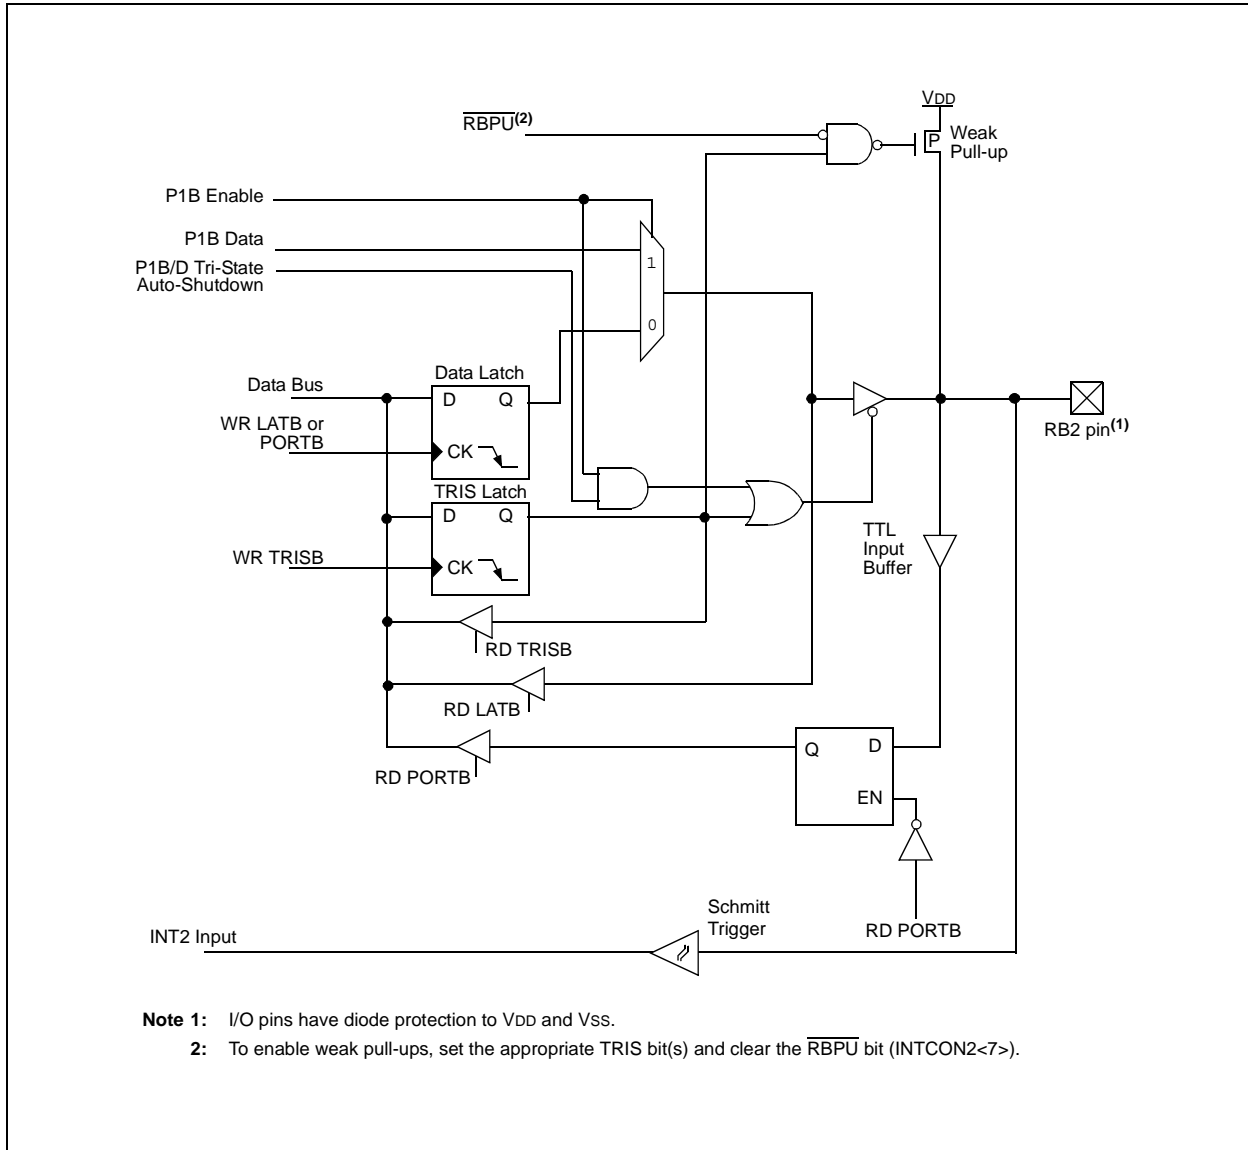 VDD
RBPU(2)
P
Weak
Pull-up
P1B Enable
P1B Data
1
P1B/D Tri-State
Auto-Shutdown
0
Data Latch
Data Bus
D Q
RB2 pin(1)
WR LATB or
PORTB
CK
TRIS Latch
D Q
TTL
Input
Buffer
WR TRISB
CK
RD TRISB
RD LATB
Q D
RD PORTB
EN
Schmitt
Trigger
RD PORTB
INT2 Input
Note 1: I/O pins have diode protection to VDD and VSS.
2: To enable weak pull-ups, set the appropriate TRIS bit(s) and clear the RBPU bit (INTCON2<7>).